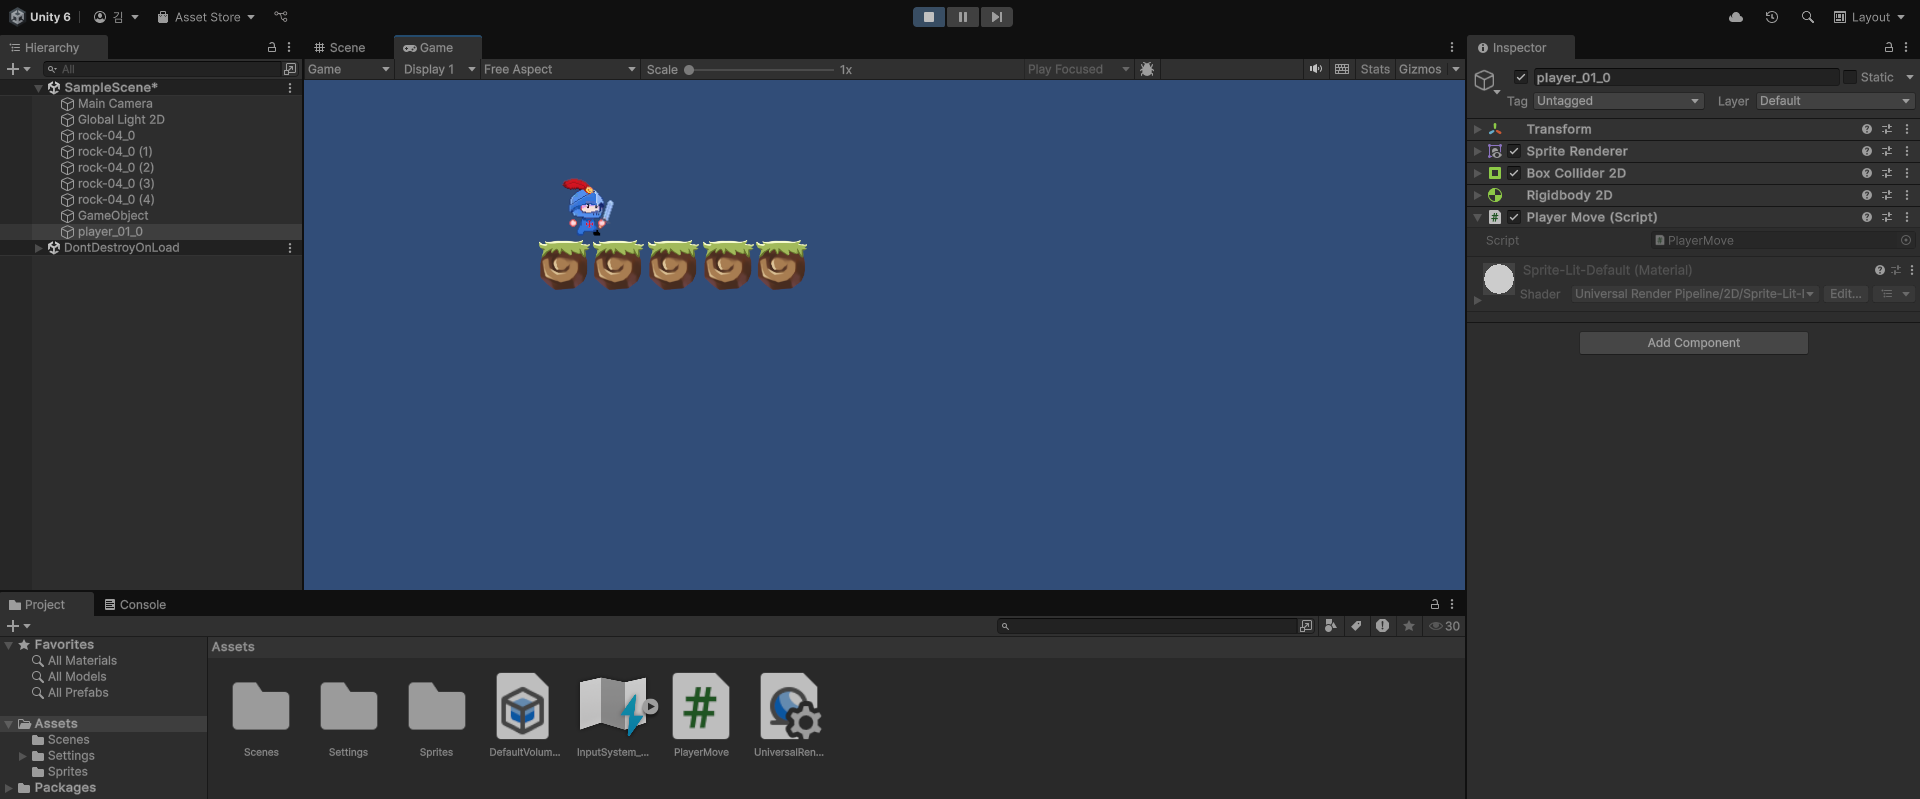 Unity 6 김 Asset Store Layout
Hierarchy Scene Game Inspector
All Game Display 1 Free Aspect Scale 1x Play Focused Stats Gizmos
SampleScene*
Main Camera
Global Light 2D
rock-04_0
rock-04_0 (1)
rock-04_0 (2)
rock-04_0 (3)
rock-04_0 (4)
GameObject
player_01_0
DontDestroyOnLoad
player_01_0 Static
Tag Untagged Layer Default
Transform
Sprite Renderer
Box Collider 2D
Rigidbody 2D
# Player Move (Script)
Script PlayerMove
Sprite-Lit-Default (Material)
Shader Universal Render Pipeline/2D/Sprite-Lit-I Edit...
Add Component
Project Console
30
Favorites
All Materials
All Models
All Prefabs
Assets
Scenes
Settings
Sprites
Packages
Assets
#
Scenes Settings Sprites DefaultVolum... InputSystem_... PlayerMove UniversalRen...